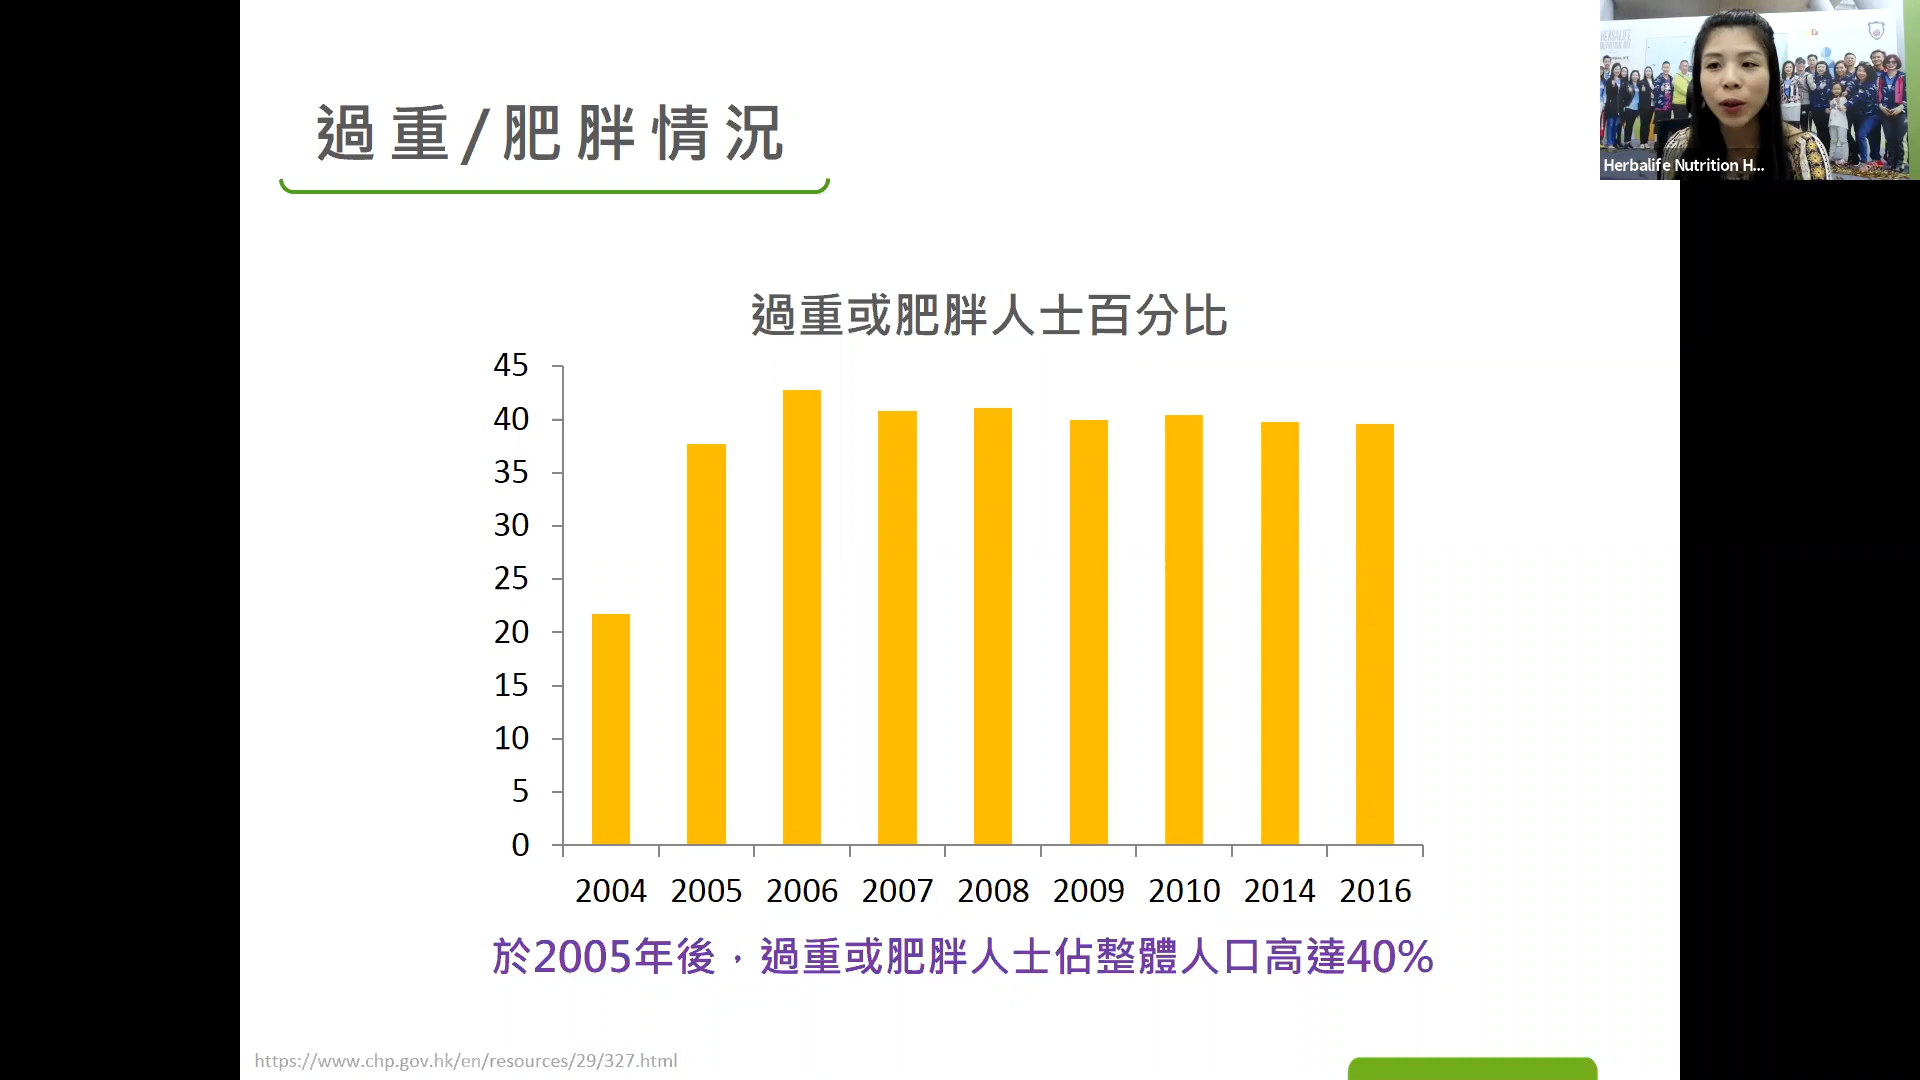 過重/肥胖情況
HERBALIFE
Herbalife Nutrition H...
過重或肥胖人士百分比
45
40
35
30
25
20
15
10
5
0
2004 2005 2006 2007 2008 2009 2010 2014 2016
於2005年後，過重或肥胖人士佔整體人口高達40%
https://www.chp.gov.hk/en/resources/29/327.html